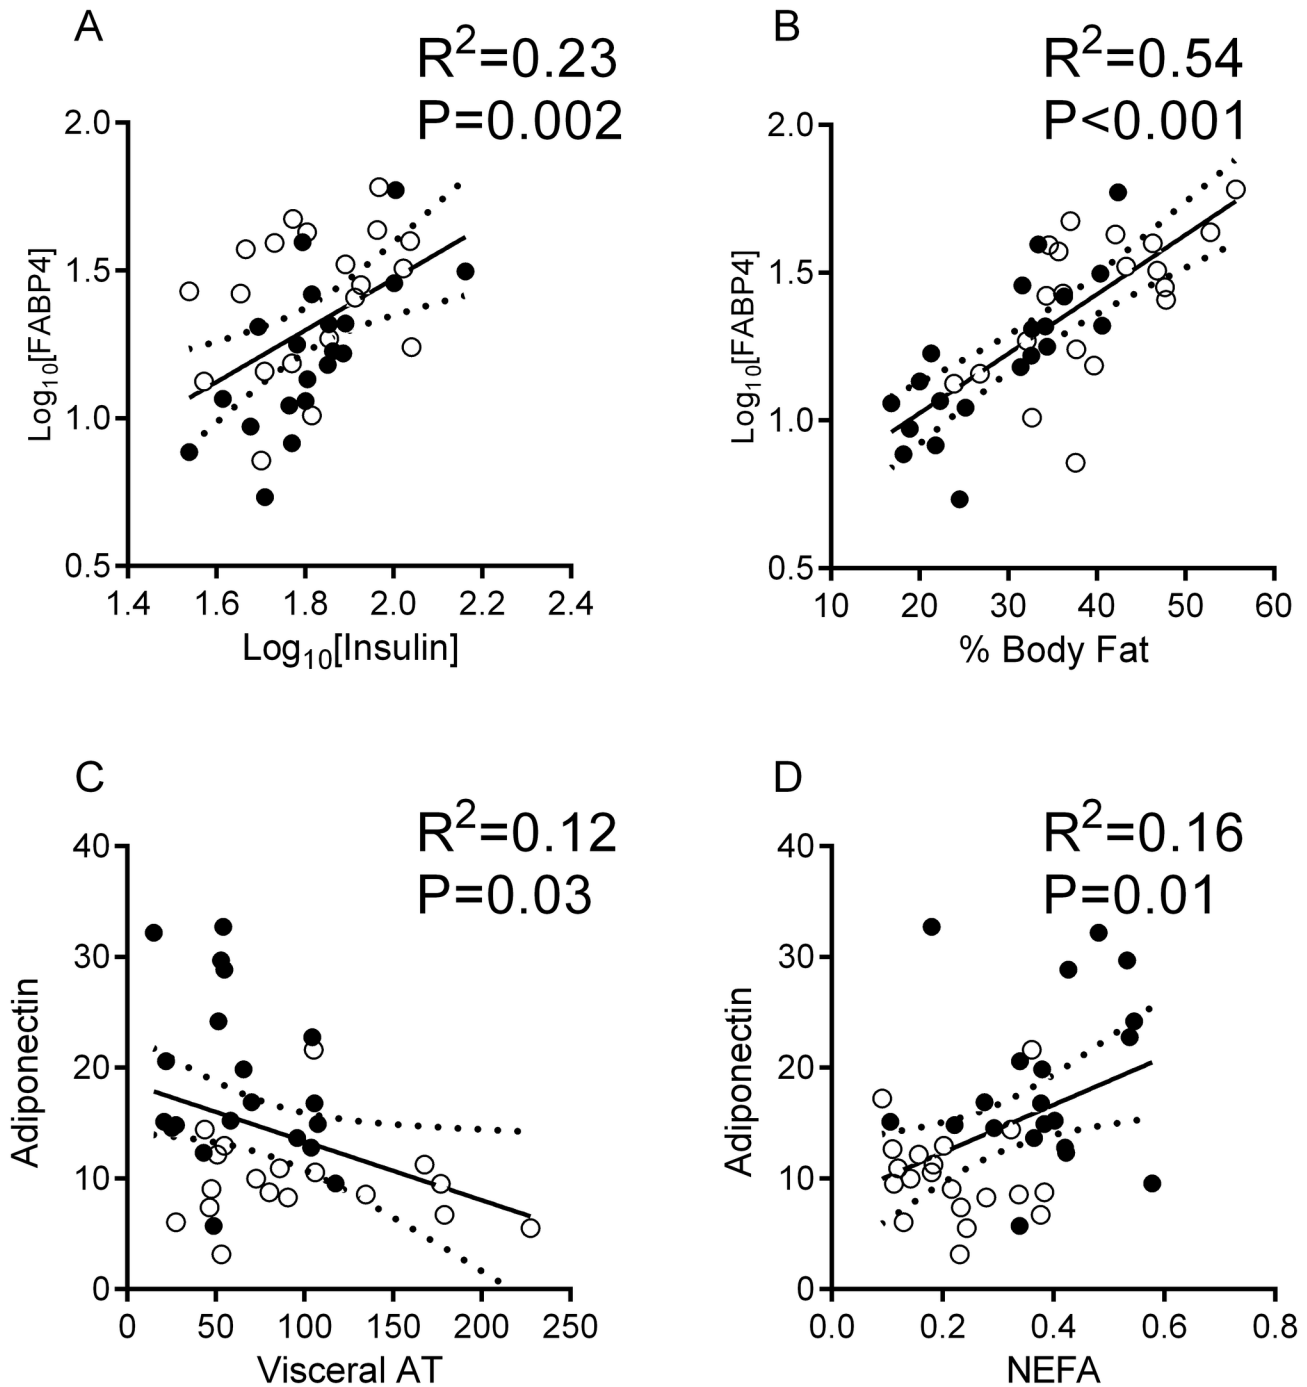 A
R²=0.23
P=0.002
Log₁₀[FABP4]
2.0
1.5
1.0
0.5
1.4 1.6 1.8 2.0 2.2 2.4
Log₁₀[Insulin]
B
R²=0.54
P<0.001
Log₁₀[FABP4]
2.0
1.5
1.0
0.5
10 20 30 40 50 60
% Body Fat
C
R²=0.12
P=0.03
Adiponectin
40
30
20
10
0
0 50 100 150 200 250
Visceral AT
D
R²=0.16
P=0.01
Adiponectin
40
30
20
10
0
0.0 0.2 0.4 0.6 0.8
NEFA